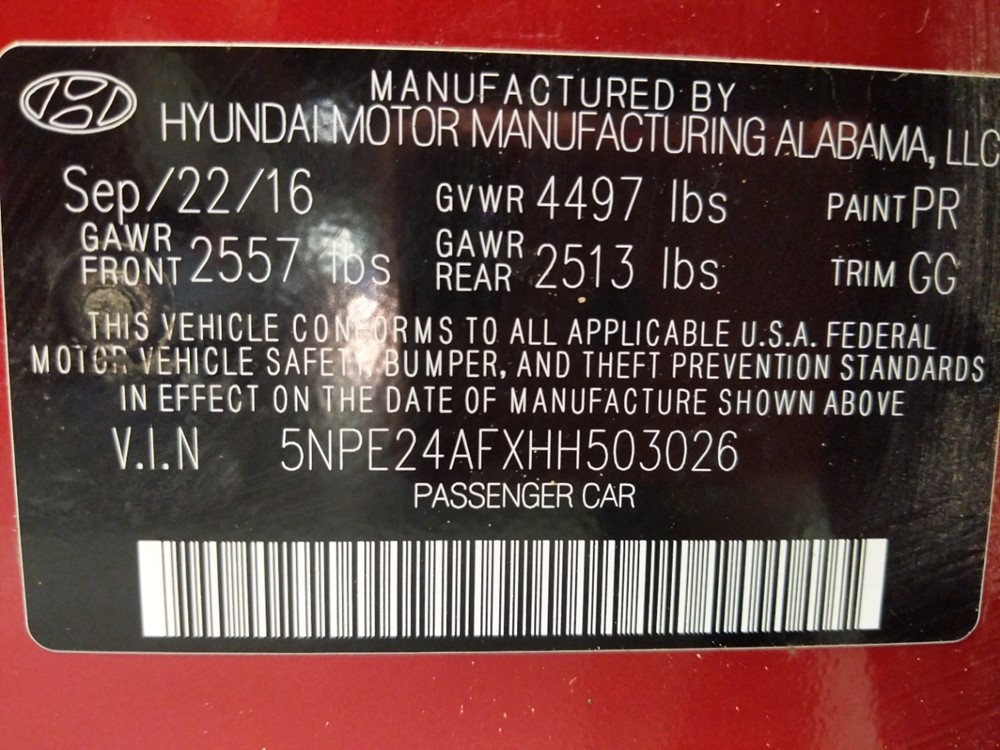 MANUFACTURED BY
HYUNDAI MOTOR MANUFACTURING ALABAMA, LLC
Sep/22/16 GVWR 4497 lbs PAINT PR
GAWR FRONT 2557 lbs GAWR REAR 2513 lbs TRIM GG
THIS VEHICLE CONFORMS TO ALL APPLICABLE U.S.A. FEDERAL
MOTOR VEHICLE SAFETY, BUMPER, AND THEFT PREVENTION STANDARDS
IN EFFECT ON THE DATE OF MANUFACTURE SHOWN ABOVE
V.I.N 5NPE24AFXHH503026
PASSENGER CAR